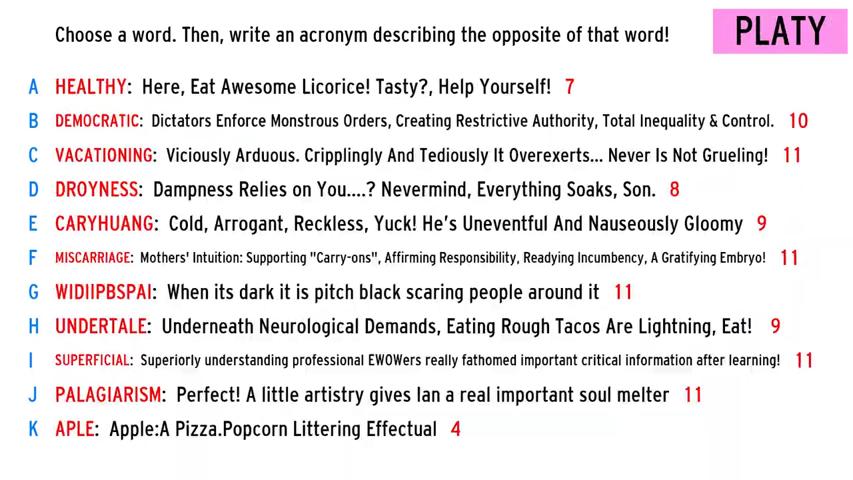 Choose a word. Then, write an acronym describing the opposite of that word!
PLATY
A HEALTHY: Here, Eat Awesome Licorice! Tasty?, Help Yourself! 7
B DEMOCRATIC: Dictators Enforce Monstrous Orders, Creating Restrictive Authority, Total Inequality & Control. 10
C VACATIONING: Viciously Arduous. Cripplingly And Tediously It Overexerts... Never Is Not Grueling! 11
D DROYNESS: Dampness Relies on You....? Nevermind, Everything Soaks, Son. 8
E CARYHUANG: Cold, Arrogant, Reckless, Yuck! He's Uneventful And Nauseously Gloomy 9
F MISCARRIAGE: Mothers' Intuition: Supporting "Carry-ons", Affirming Responsibility, Readying Incumbency, A Gratifying Embryo! 11
G WIDIIPBSPAI: When its dark it is pitch black scaring people around it 11
H UNDERTALE: Underneath Neurological Demands, Eating Rough Tacos Are Lightning, Eat! 9
I SUPERFICIAL: Superiorly understanding professional EWOWers really fathomed important critical information after learning! 11
J PALAGIARISM: Perfect! A little artistry gives Ian a real important soul melter 11
K APLE: Apple:A Pizza.Popcorn Littering Effectual 4